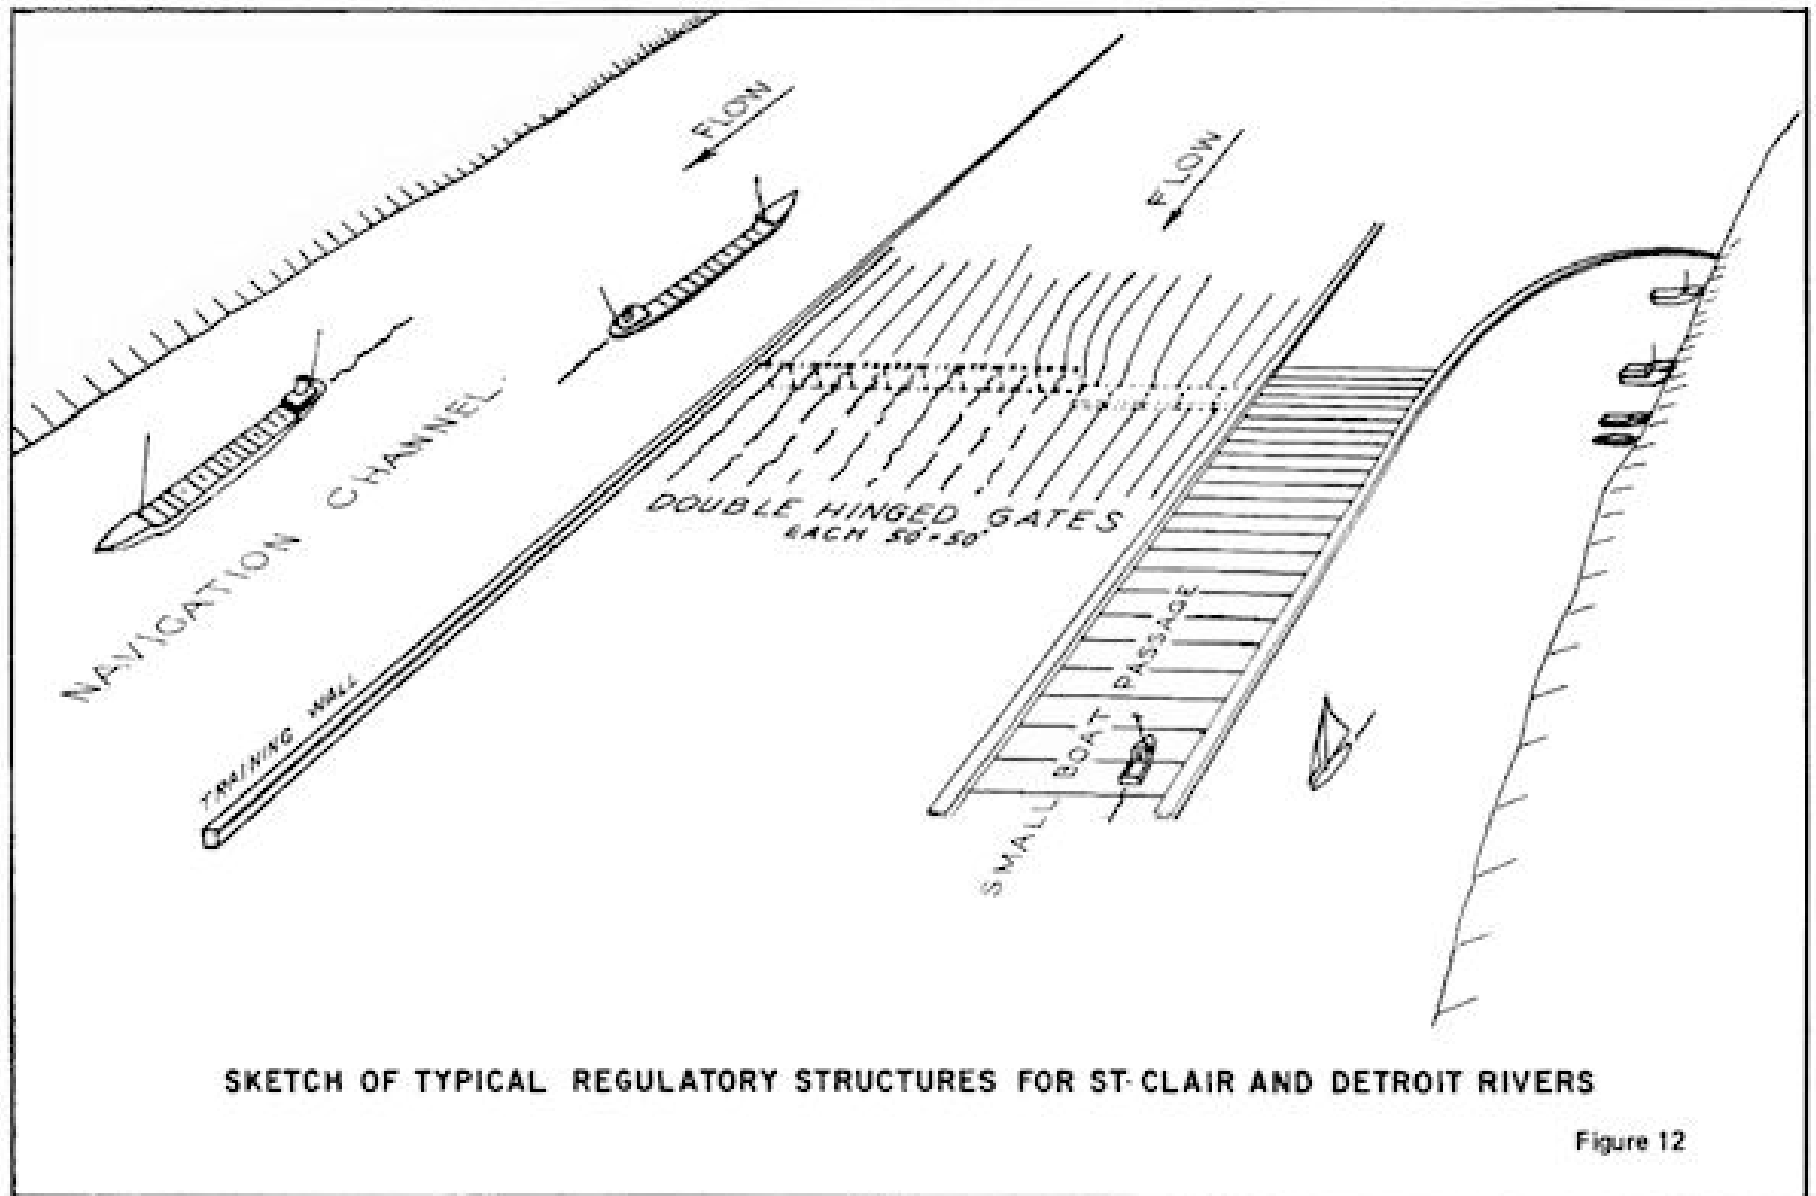 FLOW
FLOW
NAVIGATION CHANNEL
DOUBLE HINGED GATES
EACH 50'
TRAINING WALL
SMALL BOAT PASSAGE
SKETCH OF TYPICAL REGULATORY STRUCTURES FOR ST. CLAIR AND DETROIT RIVERS
Figure 12